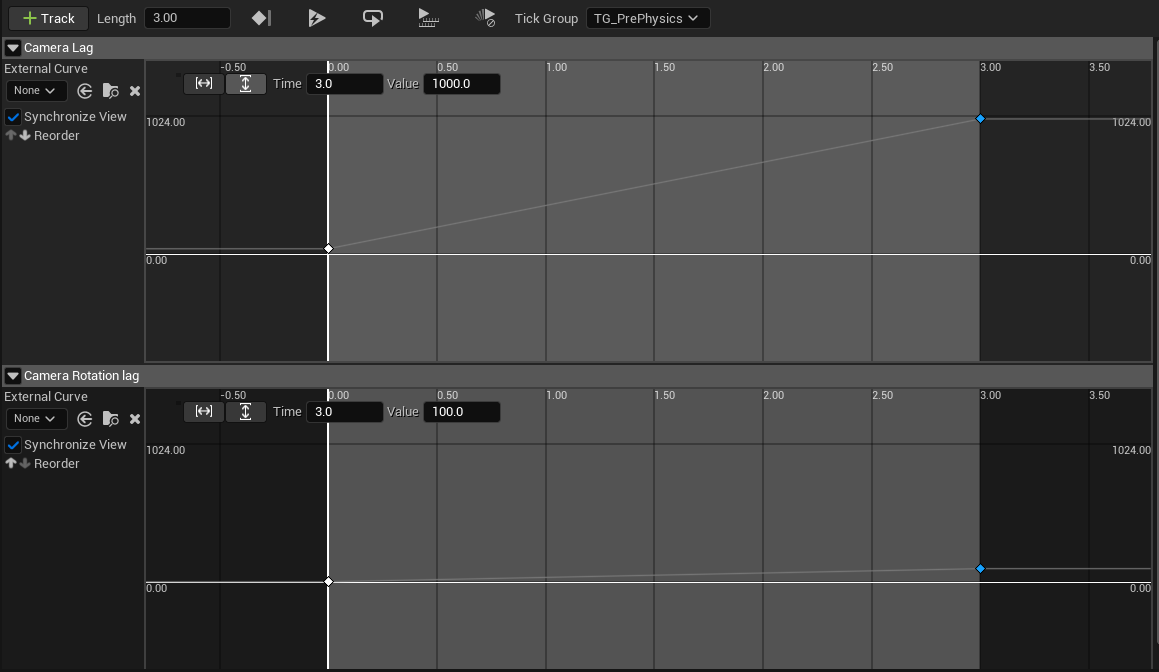 Track Length 3.00 Tick Group TG_PrePhysics
Camera Lag
External Curve
None
Synchronize View
Reorder
-0.50 0.00 0.50 1.00 1.50 2.00 2.50 3.00 3.50
Time 3.0 Value 1000.0
1024.00 1024.00
0.00 0.00
Camera Rotation lag
External Curve
None
Synchronize View
Reorder
-0.50 0.00 0.50 1.00 1.50 2.00 2.50 3.00 3.50
Time 3.0 Value 100.0
1024.00 1024.00
0.00 0.00